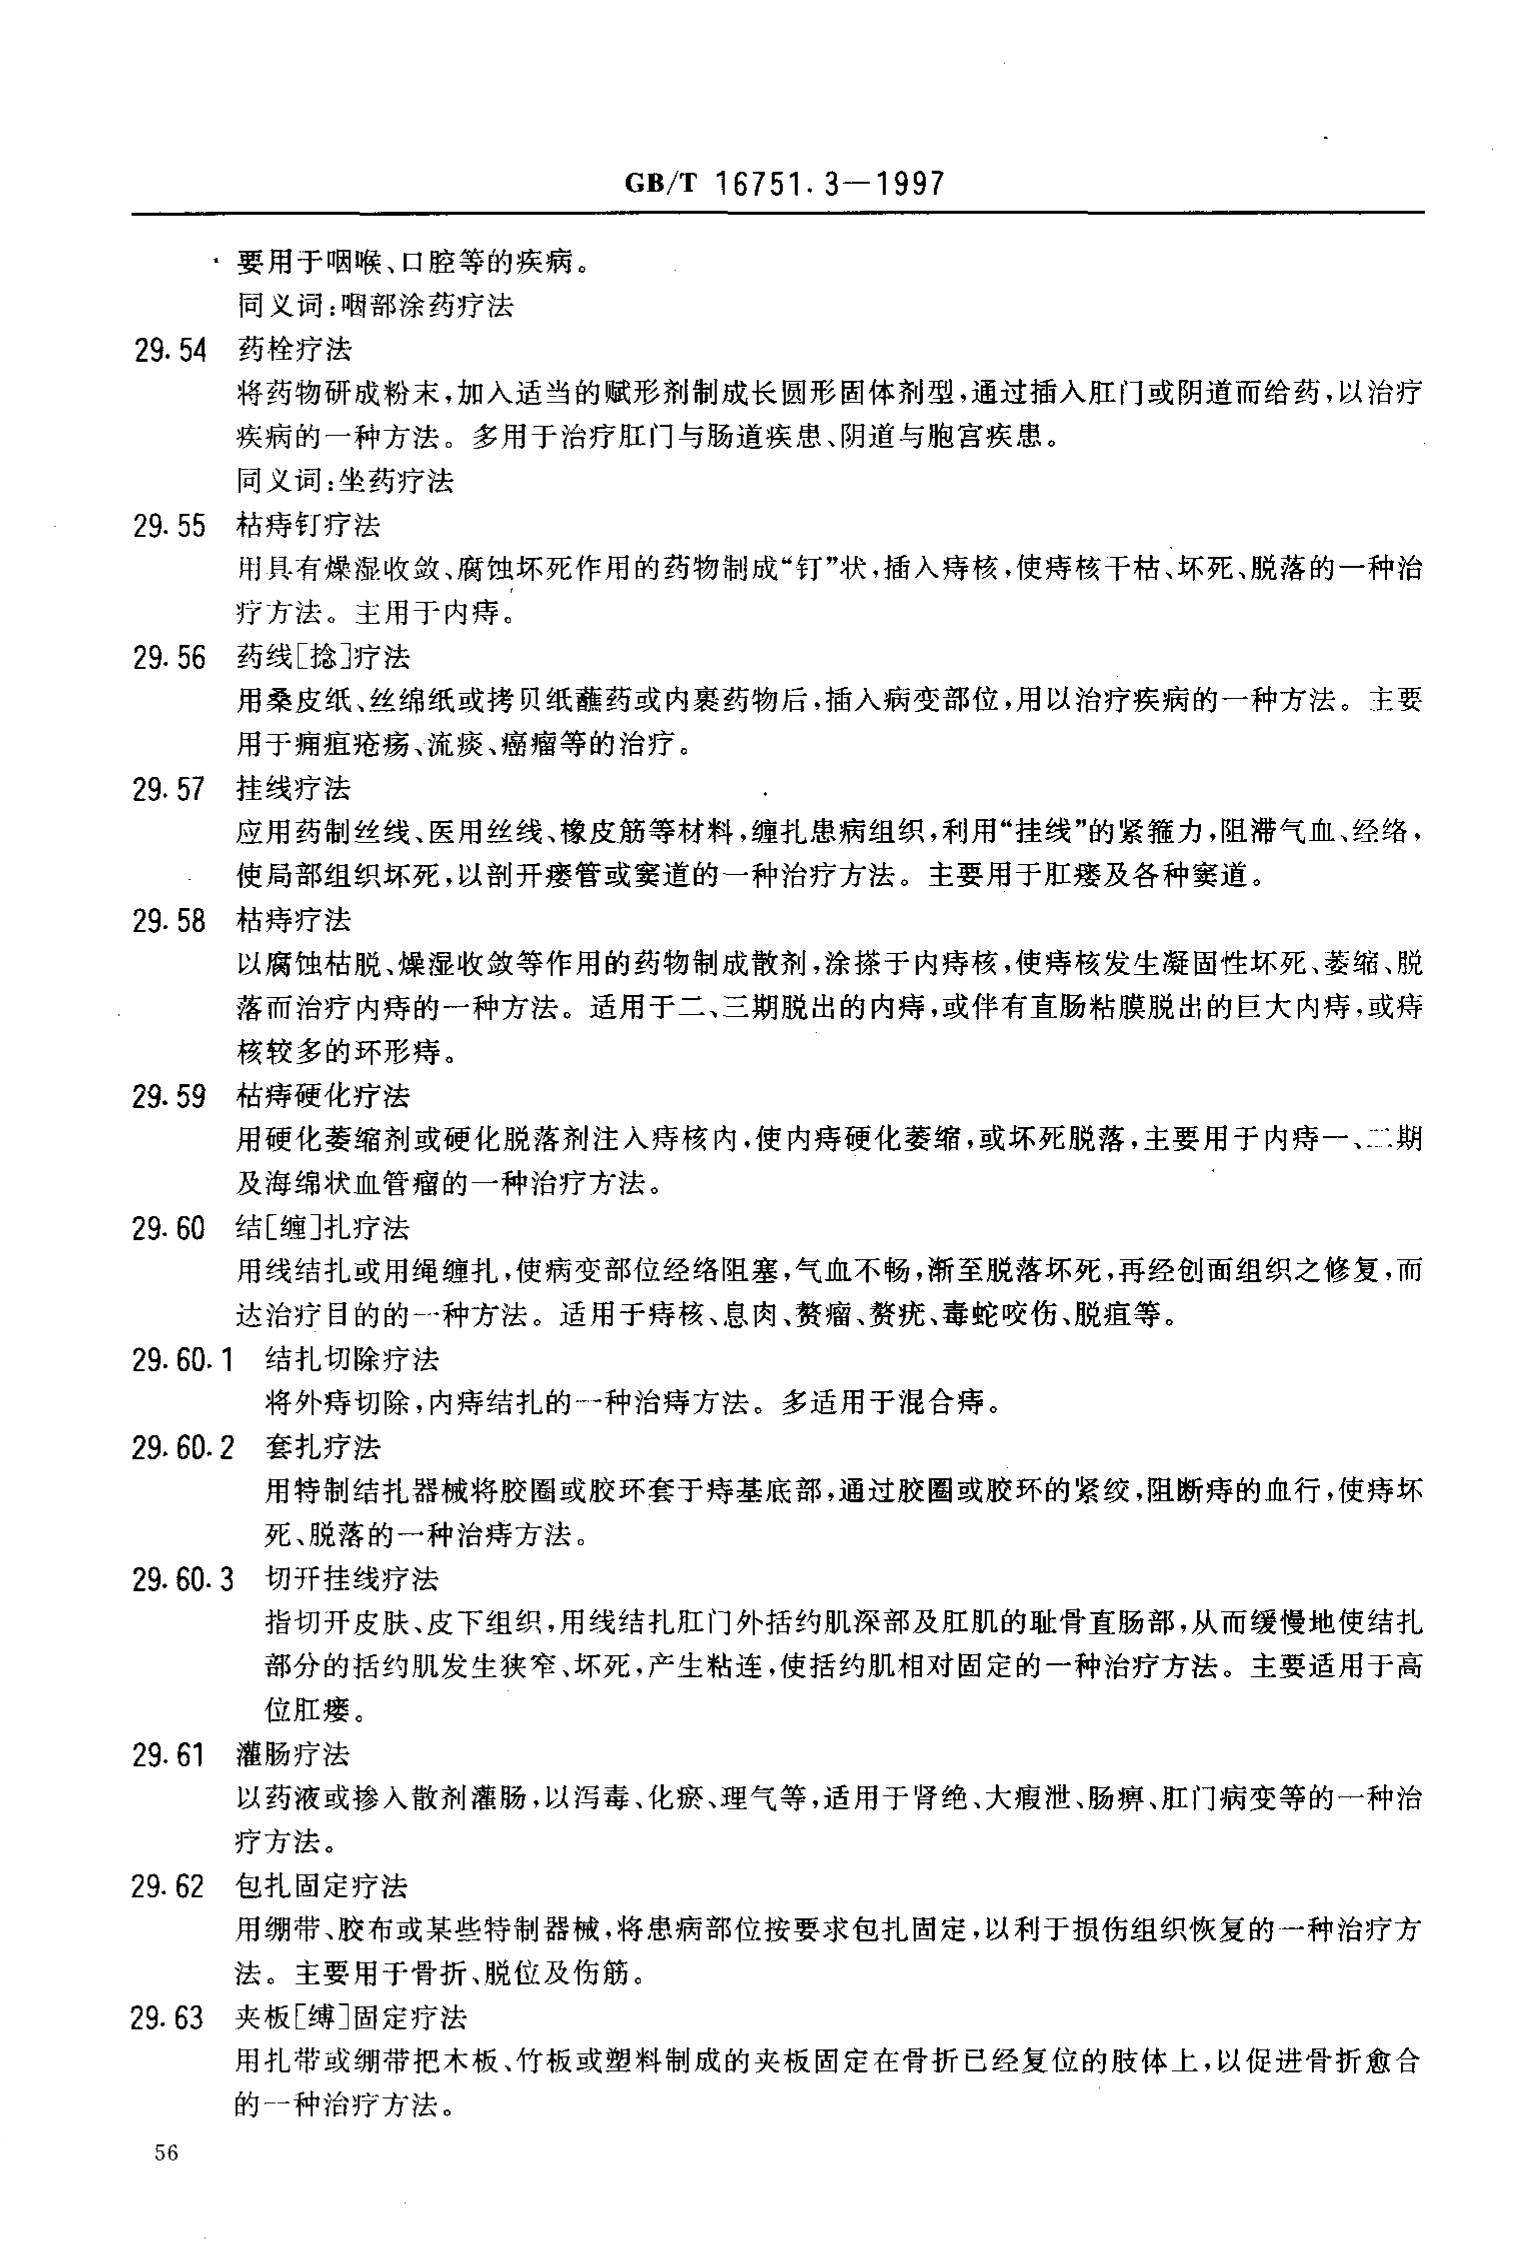 GB/T 16751.3—1997
要用于咽喉、口腔等的疾病。
同义词:咽部涂药疗法
29.54 药栓疗法
将药物研成粉末,加入适当的赋形剂制成长圆形固体剂型,通过插入肛门或阴道而给药,以治疗
疾病的一种方法。多用于治疗肛门与肠道疾患、阴道与胞宫疾患。
同义词:坐药疗法
29.55 枯痔钉疗法
用具有燥湿收敛、腐蚀坏死作用的药物制成“钉”状,插入痔核,使痔核干枯、坏死、脱落的一种治
疗方法。主用于内痔。
29.56 药线[捻]疗法
用桑皮纸、丝绵纸或拷贝纸蘸药或内裹药物后,插入病变部位,用以治疗疾病的一种方法。主要
用于痈疽疮疡、流痰、瘤瘤等的治疗。
29.57 挂线疗法
应用药制丝线、医用丝线、橡皮筋等材料,缠扎患病组织,利用“挂线”的紧箍力,阻滞气血、经络,
使局部组织坏死,以剖开瘘管或窦道的一种治疗方法。主要用于肛瘘及各种窦道。
29.58 枯痔疗法
以腐蚀枯脱、燥湿收敛等作用的药物制成散剂,涂搽于内痔核,使痔核发生凝固性坏死、萎缩、脱
落而治疗内痔的一种方法。适用于二、三期脱出的内痔,或伴有直肠粘膜脱出的巨大内痔,或痔
核较多的环形痔。
29.59 枯痔硬化疗法
用硬化萎缩剂或硬化脱落剂注入痔核内,使内痔硬化萎缩,或坏死脱落,主要用于内痔一、二期
及海绵状血管瘤的一种治疗方法。
29.60 结[缠]扎疗法
用线结扎或用绳缠扎,使病变部位经络阻塞,气血不畅,渐至脱落坏死,再经创面组织之修复,而
达治疗目的的一种方法。适用于痔核、息肉、赘瘤、赘疣、毒蛇咬伤、脱疽等。
29.60.1 结扎切除疗法
将外痔切除,内痔结扎的一种治痔方法。多适用于混合痔。
29.60.2 套扎疗法
用特制结扎器械将胶圈或胶环套于痔基底部,通过胶圈或胶环的紧绞,阻断痔的血行,使痔坏
死、脱落的一种治痔方法。
29.60.3 切开挂线疗法
指切开皮肤、皮下组织,用线结扎肛门外括约肌深部及肛肌的耻骨直肠部,从而缓慢地使结扎
部分的括约肌发生狭窄、坏死,产生粘连,使括约肌相对固定的一种治疗方法。主要适用于高
位肛瘘。
29.61 灌肠疗法
以药液或掺入散剂灌肠,以泻毒、化瘀、理气等,适用于肾绝、大瘕泄、肠痹、肛门病变等的一种治
疗方法。
29.62 包扎固定疗法
用绷带、胶布或某些特制器械,将患病部位按要求包扎固定,以利于损伤组织恢复的一种治疗方
法。主要用于骨折、脱位及伤筋。
29.63 夹板[缚]固定疗法
用扎带或绷带把木板、竹板或塑料制成的夹板固定在骨折已经复位的肢体上,以促进骨折愈合
的一种治疗方法。
56